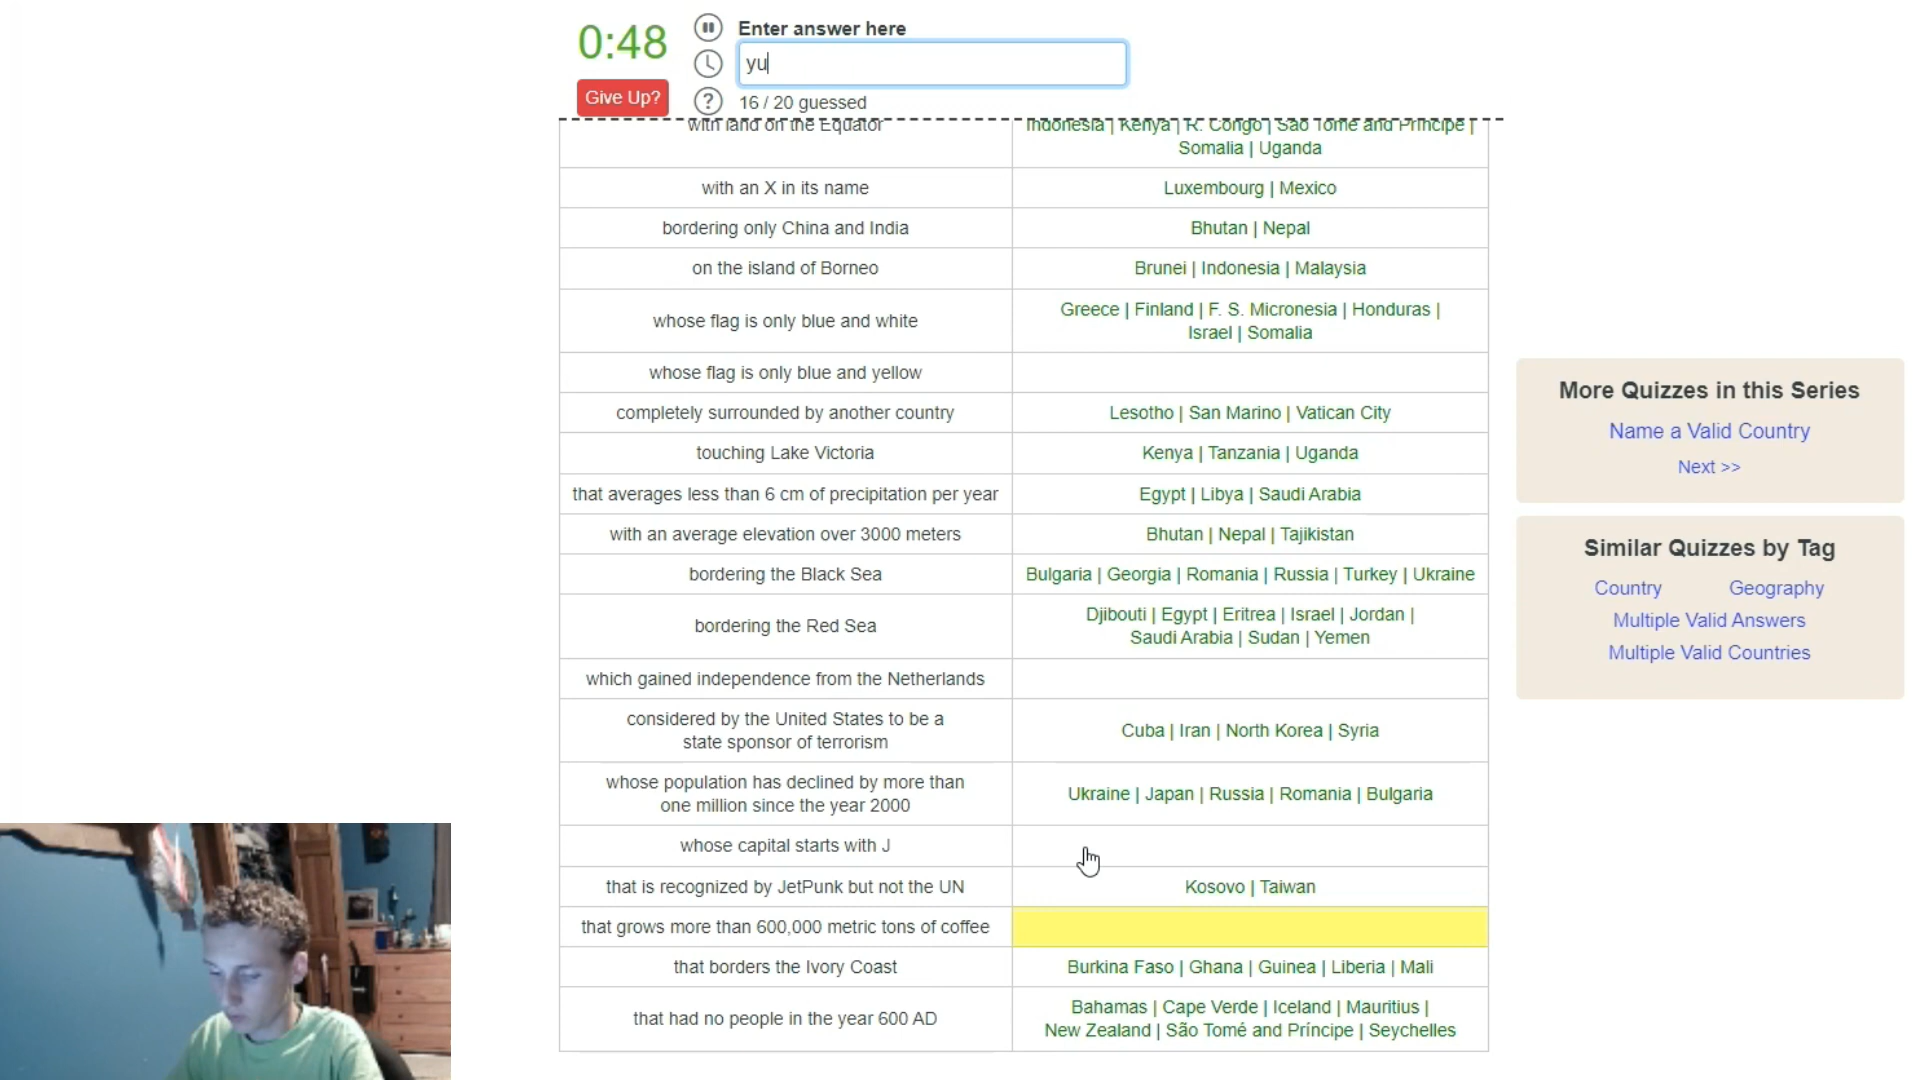 0:48
Enter answer here
yu
Give Up?
16 / 20 guessed
with land on the Equator
Indonesia | Kenya | R. Congo | São Tomé and Príncipe |
Somalia | Uganda
with an X in its name
Luxembourg | Mexico
bordering only China and India
Bhutan | Nepal
on the island of Borneo
Brunei | Indonesia | Malaysia
whose flag is only blue and white
Greece | Finland | F. S. Micronesia | Honduras |
Israel | Somalia
whose flag is only blue and yellow
completely surrounded by another country
Lesotho | San Marino | Vatican City
touching Lake Victoria
Kenya | Tanzania | Uganda
that averages less than 6 cm of precipitation per year
Egypt | Libya | Saudi Arabia
with an average elevation over 3000 meters
Bhutan | Nepal | Tajikistan
bordering the Black Sea
Bulgaria | Georgia | Romania | Russia | Turkey | Ukraine
bordering the Red Sea
Djibouti | Egypt | Eritrea | Israel | Jordan |
Saudi Arabia | Sudan | Yemen
which gained independence from the Netherlands
considered by the United States to be a
state sponsor of terrorism
Cuba | Iran | North Korea | Syria
whose population has declined by more than
one million since the year 2000
Ukraine | Japan | Russia | Romania | Bulgaria
whose capital starts with J
that is recognized by JetPunk but not the UN
Kosovo | Taiwan
that grows more than 600,000 metric tons of coffee
that borders the Ivory Coast
Burkina Faso | Ghana | Guinea | Liberia | Mali
that had no people in the year 600 AD
Bahamas | Cape Verde | Iceland | Mauritius |
New Zealand | São Tomé and Príncipe | Seychelles
More Quizzes in this Series
Name a Valid Country
Next >>
Similar Quizzes by Tag
Country
Geography
Multiple Valid Answers
Multiple Valid Countries